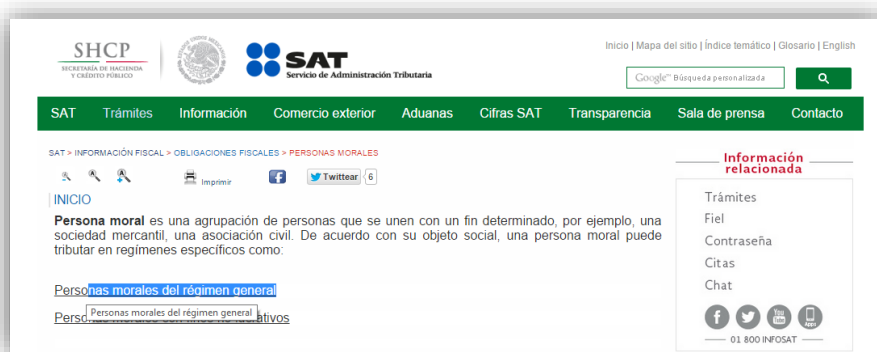 SHCP
SECRETARÍA DE HACIENDA
Y CRÉDITO PÚBLICO
SAT
Servicio de Administración Tributaria
Inicio | Mapa del sitio | Índice temático | Glosario | English
Google™ Búsqueda personalizada
SAT Trámites Información Comercio exterior Aduanas Cifras SAT Transparencia Sala de prensa Contacto
SAT > INFORMACIÓN FISCAL > OBLIGACIONES FISCALES > PERSONAS MORALES
Imprimir Twittear 6
INICIO
Persona moral es una agrupación de personas que se unen con un fin determinado, por ejemplo, una
sociedad mercantil, una asociación civil. De acuerdo con su objeto social, una persona moral puede
tributar en regímenes específicos como:
Personas morales del régimen general
Personas morales del régimen general
Información
relacionada
Trámites
Fiel
Contraseña
Citas
Chat
01 800 INFOSAT